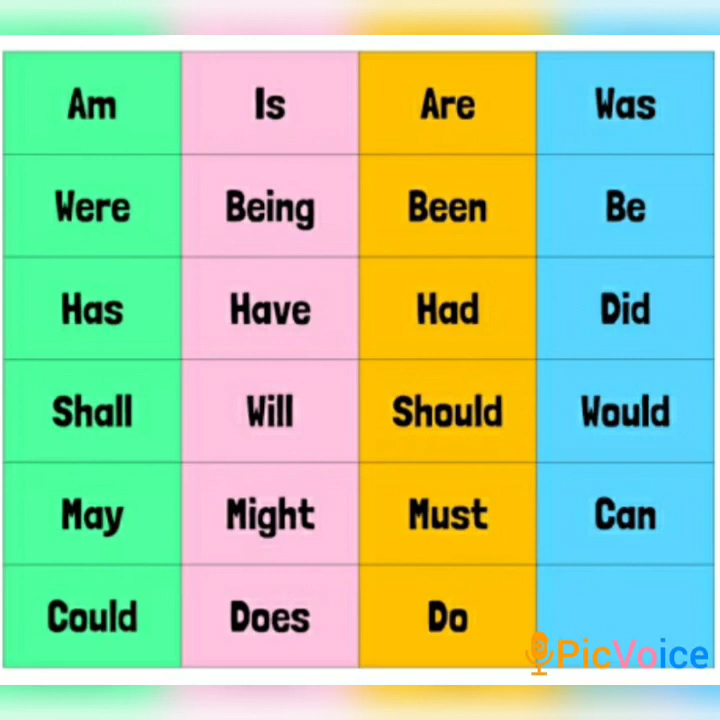 Am Is Are Was
Were Being Been Be
Has Have Had Did
Shall Will Should Would
May Might Must Can
Could Does Do
PicVoice